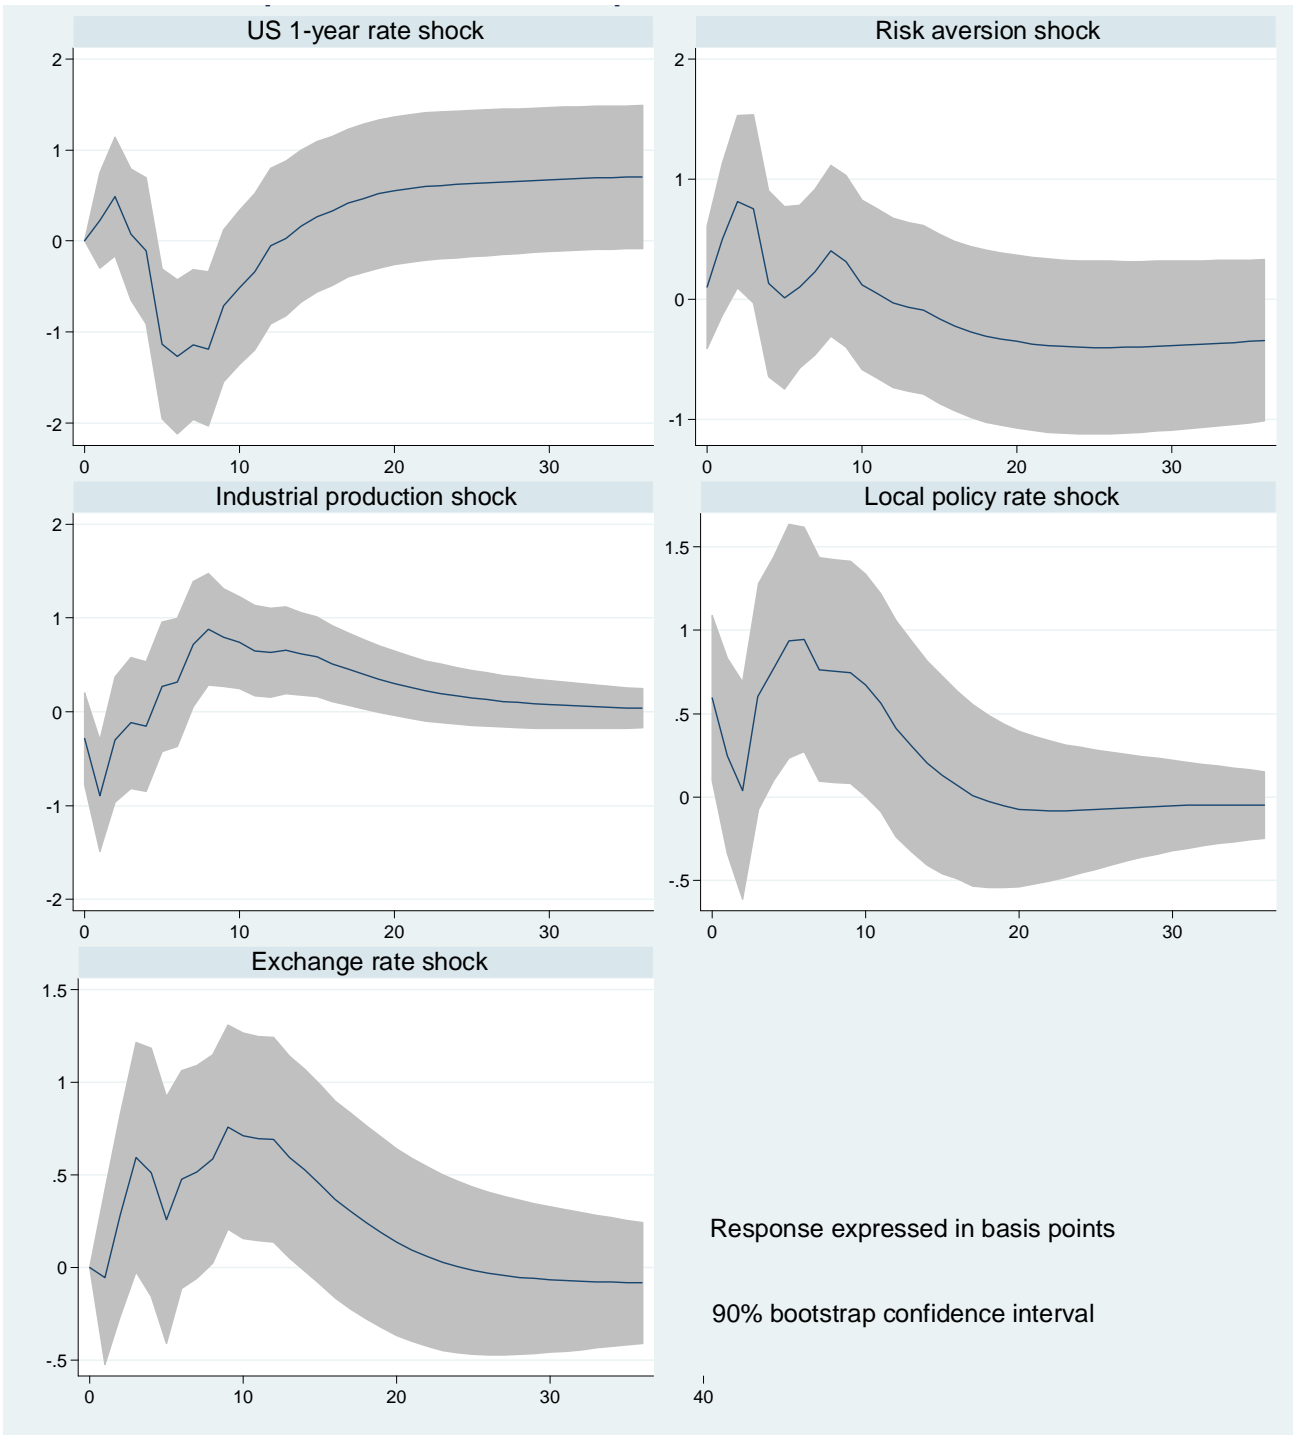 US 1-year rate shock
2
1
0
-1
-2
0 10 20 30
Risk aversion shock
2
1
0
-1
0 10 20 30
Industrial production shock
2
1
0
-1
-2
0 10 20 30
Local policy rate shock
1.5
1
.5
0
-.5
0 10 20 30
Exchange rate shock
1.5
1
.5
0
-.5
0 10 20 30
Response expressed in basis points
90% bootstrap confidence interval
40